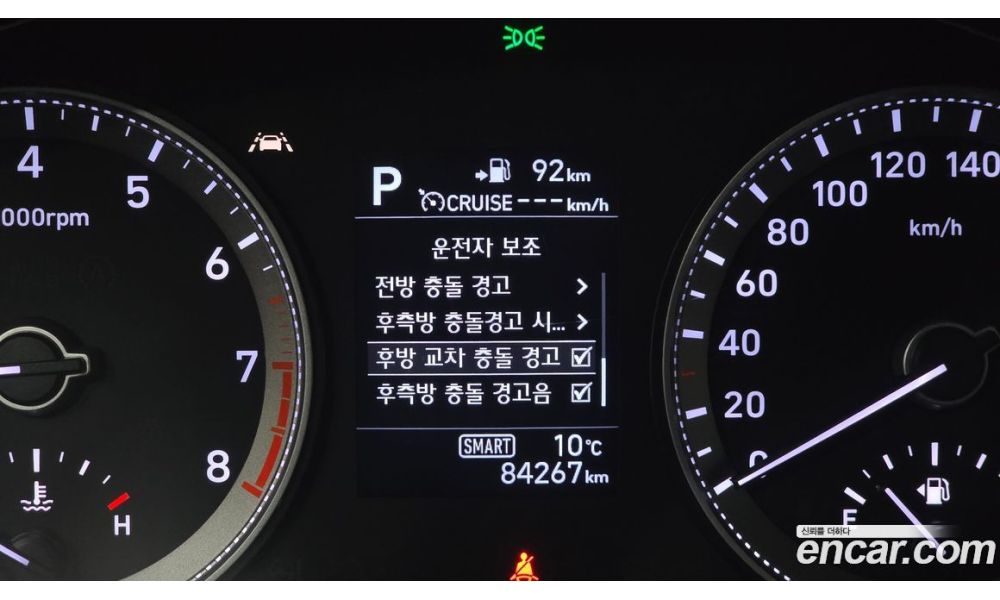 4
5
6
7
8
000rpm
H
P 92km
CRUISE---km/h
운전자 보조
전방 충돌 경고
후측방 충돌경고 시...
후방 교차 충돌 경고
후측방 충돌 경고음
SMART 10°C
84267km
0
20
40
60
80
100
120
140
km/h
E
신뢰를 더하다
encar.com